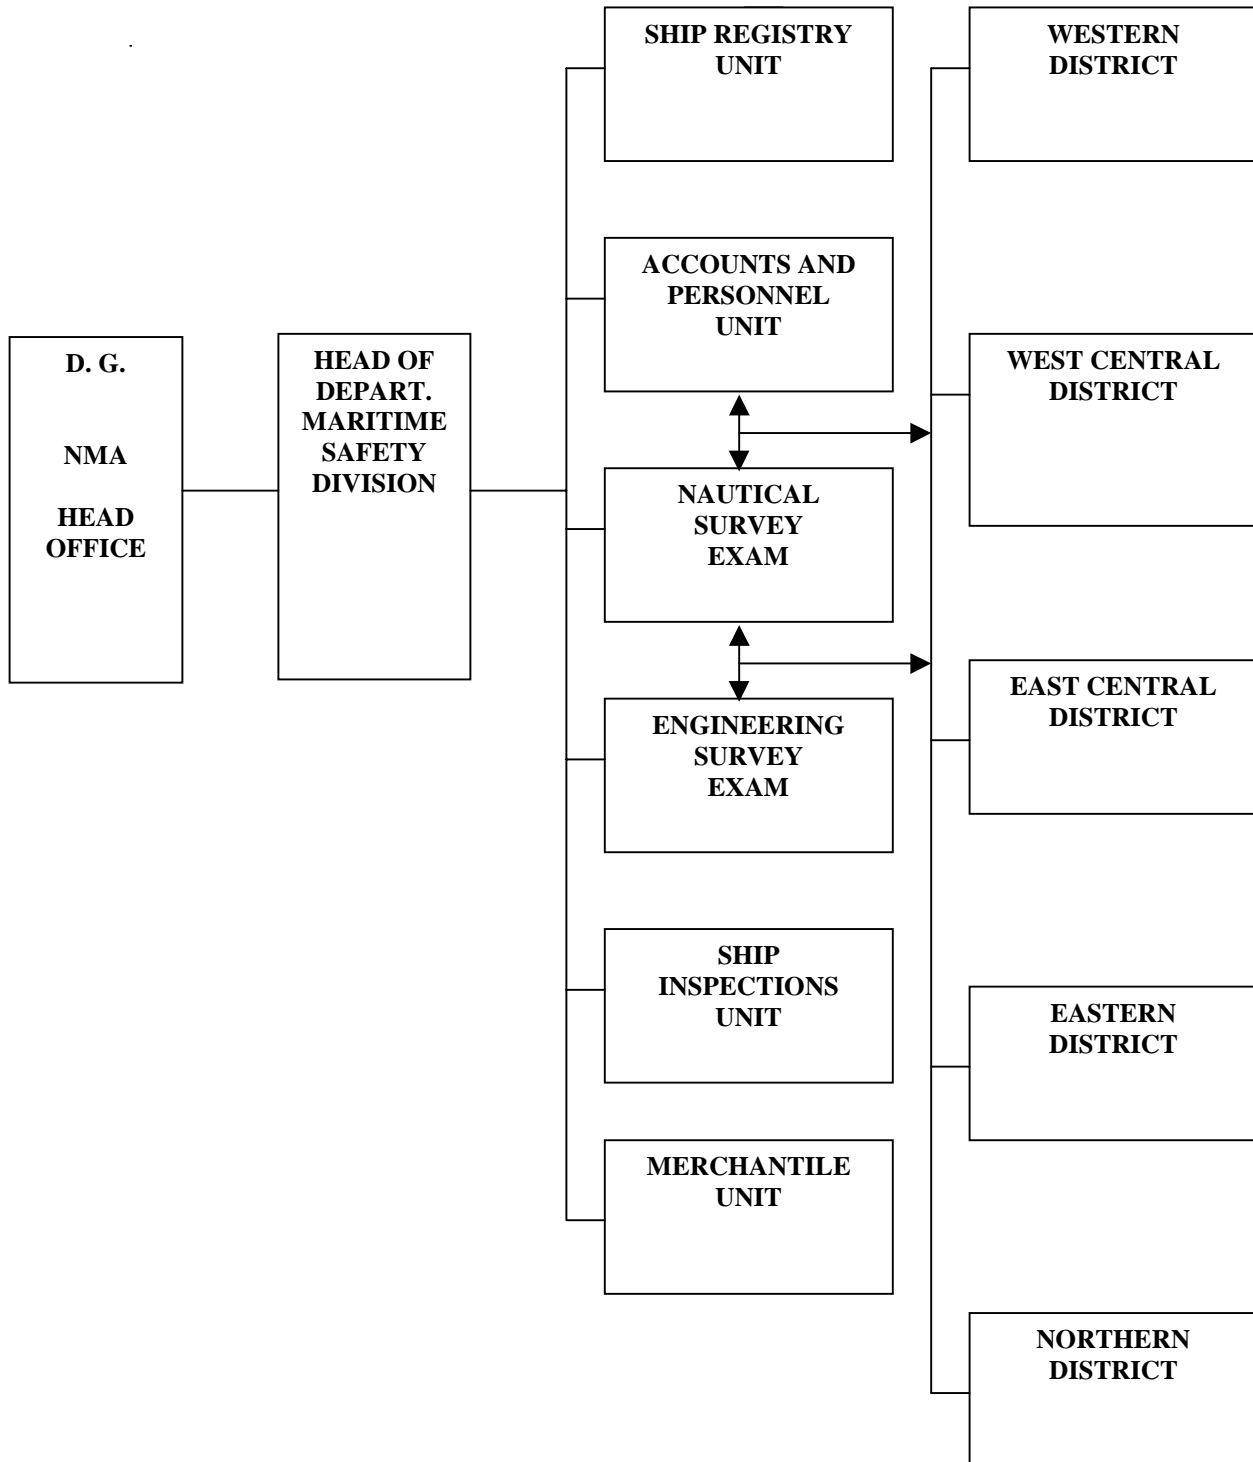 D. G.
NMA
HEAD
OFFICE
HEAD OF
DEPART.
MARITIME
SAFETY
DIVISION
SHIP REGISTRY
UNIT
ACCOUNTS AND
PERSONNEL
UNIT
NAUTICAL
SURVEY
EXAM
ENGINEERING
SURVEY
EXAM
SHIP
INSPECTIONS
UNIT
MERCHANTILE
UNIT
WESTERN
DISTRICT
WEST CENTRAL
DISTRICT
EAST CENTRAL
DISTRICT
EASTERN
DISTRICT
NORTHERN
DISTRICT